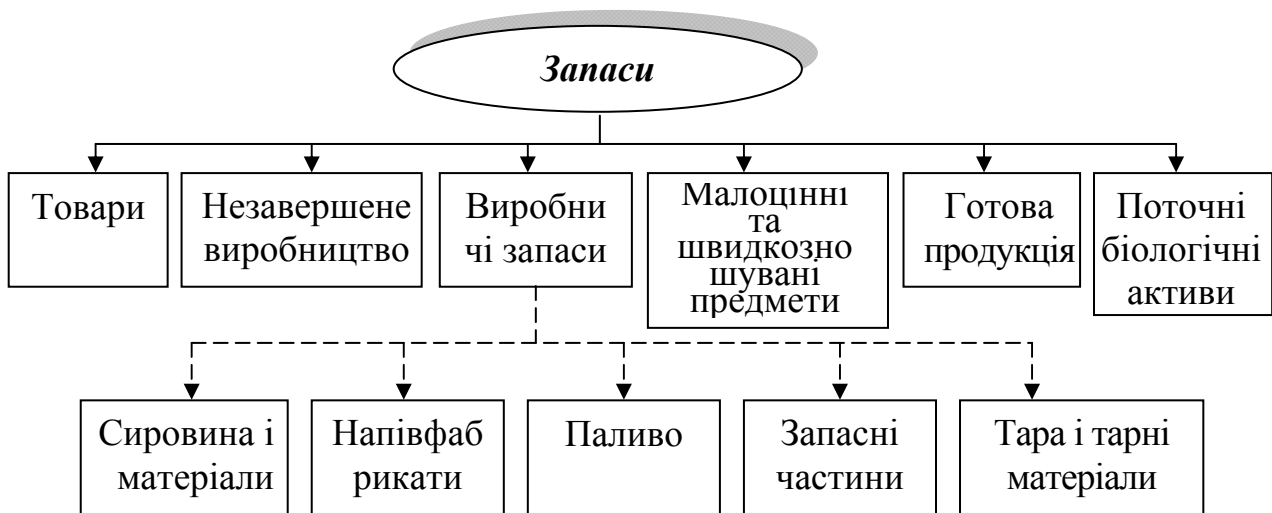 Запаси
Товари
Незавершене
виробництво
Виробни
чі запаси
Малоцінні
та
швидкозно
шувані
предмети
Готова
продукція
Поточні
біологічні
активи
Сировина і
матеріали
Напівфаб
рикати
Паливо
Запасні
частини
Тара і тарні
матеріали